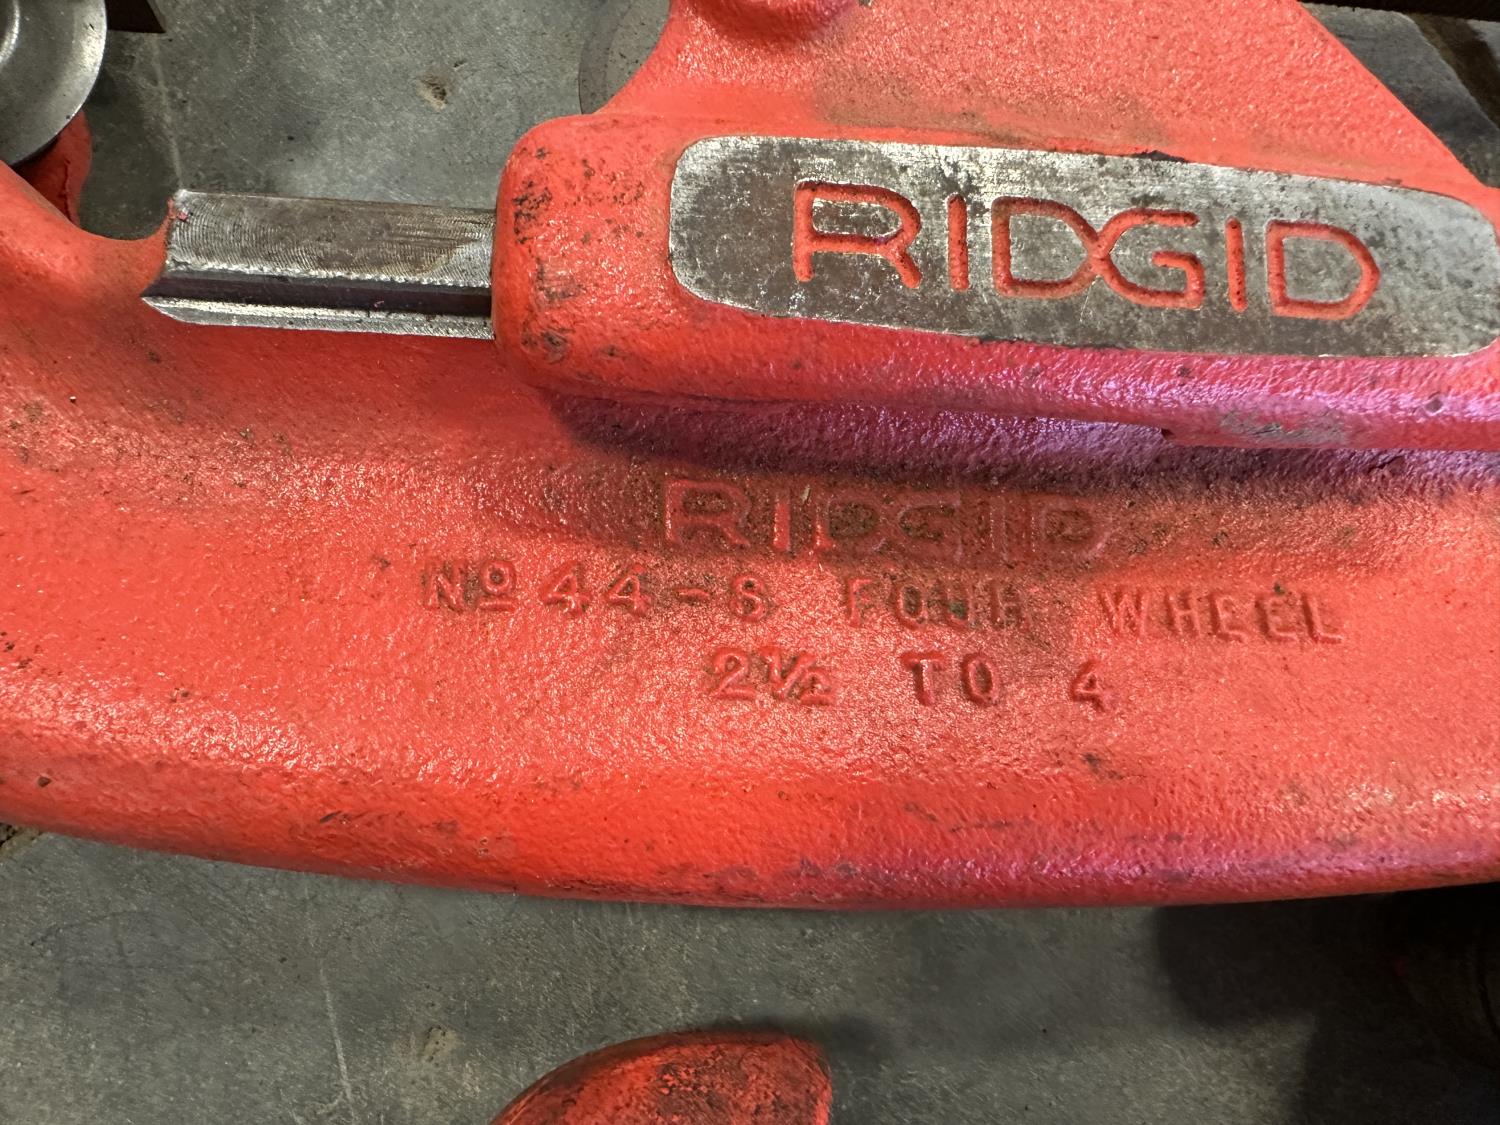 RIDGID
RIDGID
Nº 44-S FOUR WHEEL
2½ TO 4